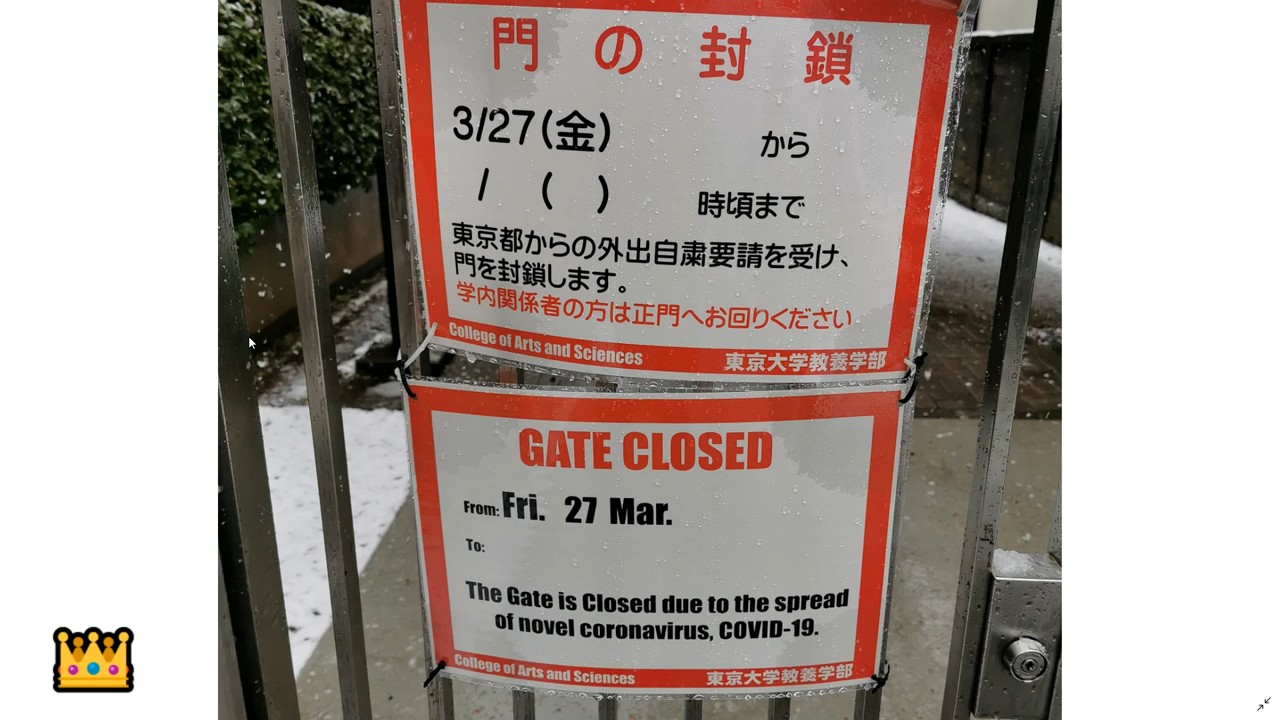 門の封鎖
3/27(金) から
/ ( ) 時頃まで
東京都からの外出自粛要請を受け、
門を封鎖します。
学内関係者の方は正門へお回りください
College of Arts and Sciences 東京大学教養学部
GATE CLOSED
From: Fri. 27 Mar.
To:
The Gate is Closed due to the spread
of novel coronavirus, COVID-19.
College of Arts and Sciences 東京大学教養学部